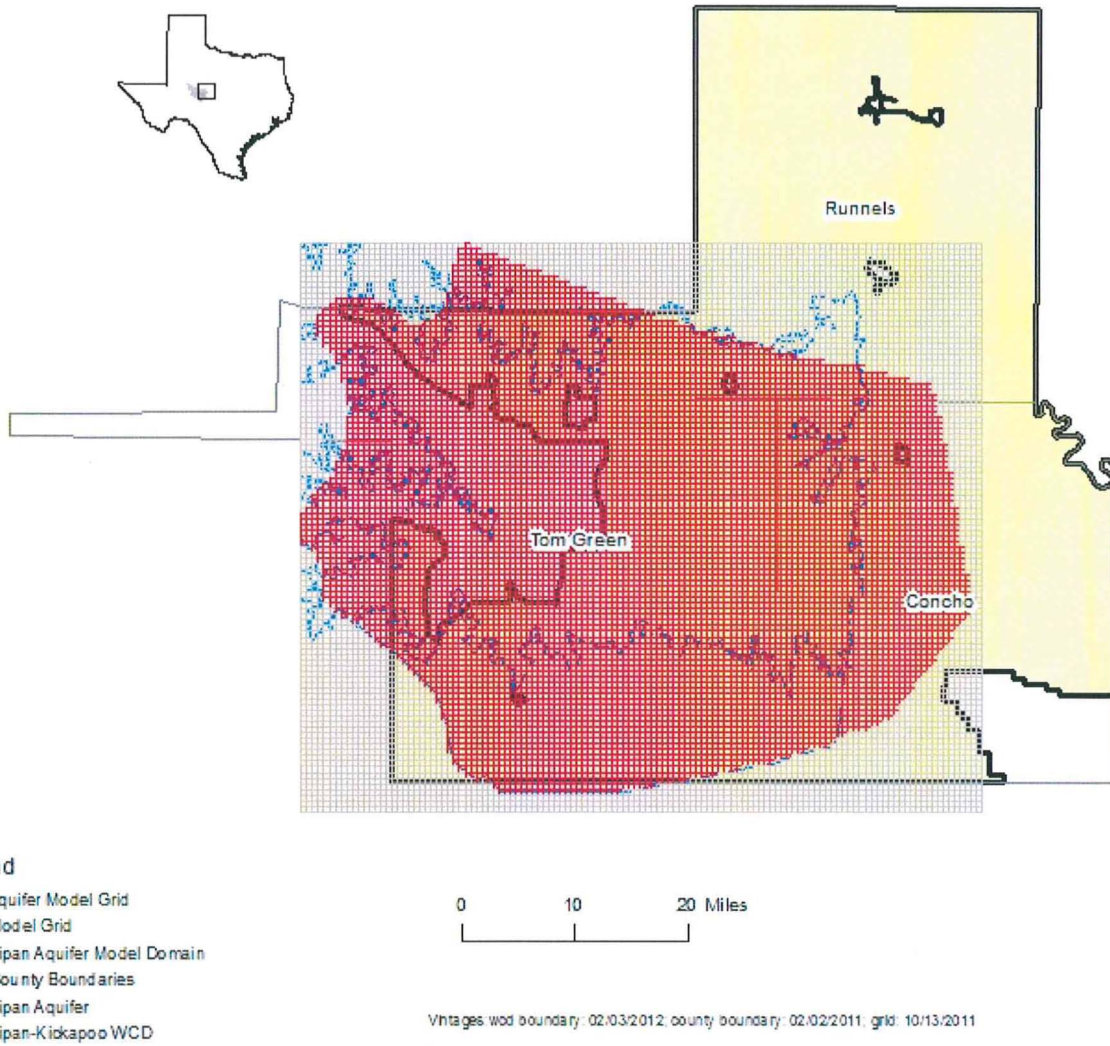 Runnels
Tom Green
Concho
d
quifer Model Grid
odel Grid
ipan Aquifer Model Domain
ounty Boundaries
ipan Aquifer
ipan-Kickapoo WCD
0 10 20 Miles
Vntages wcd boundary: 02/03/2012; county boundary: 02/02/2011; grid: 10/13/2011